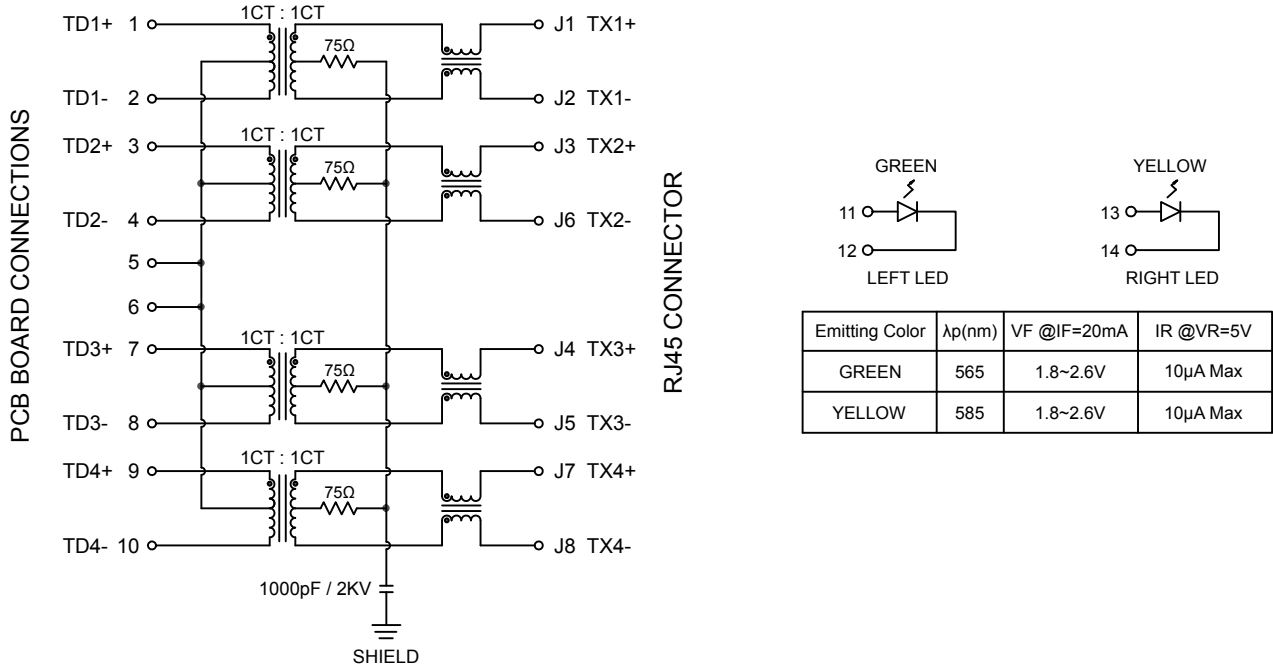 PCB BOARD CONNECTIONS
1CT : 1CT
TD1+ 1
75Ω
J1 TX1+
TD1- 2
J2 TX1-
1CT : 1CT
TD2+ 3
75Ω
J3 TX2+
TD2- 4
J6 TX2-
5
6
1CT : 1CT
TD3+ 7
75Ω
J4 TX3+
TD3- 8
J5 TX3-
1CT : 1CT
TD4+ 9
75Ω
J7 TX4+
TD4- 10
J8 TX4-
1000pF / 2KV
SHIELD
RJ45 CONNECTOR
GREEN
11
12
LEFT LED
YELLOW
13
14
RIGHT LED
Emitting Color λp(nm) VF @IF=20mA IR @VR=5V
GREEN 565 1.8~2.6V 10µA Max
YELLOW 585 1.8~2.6V 10µA Max